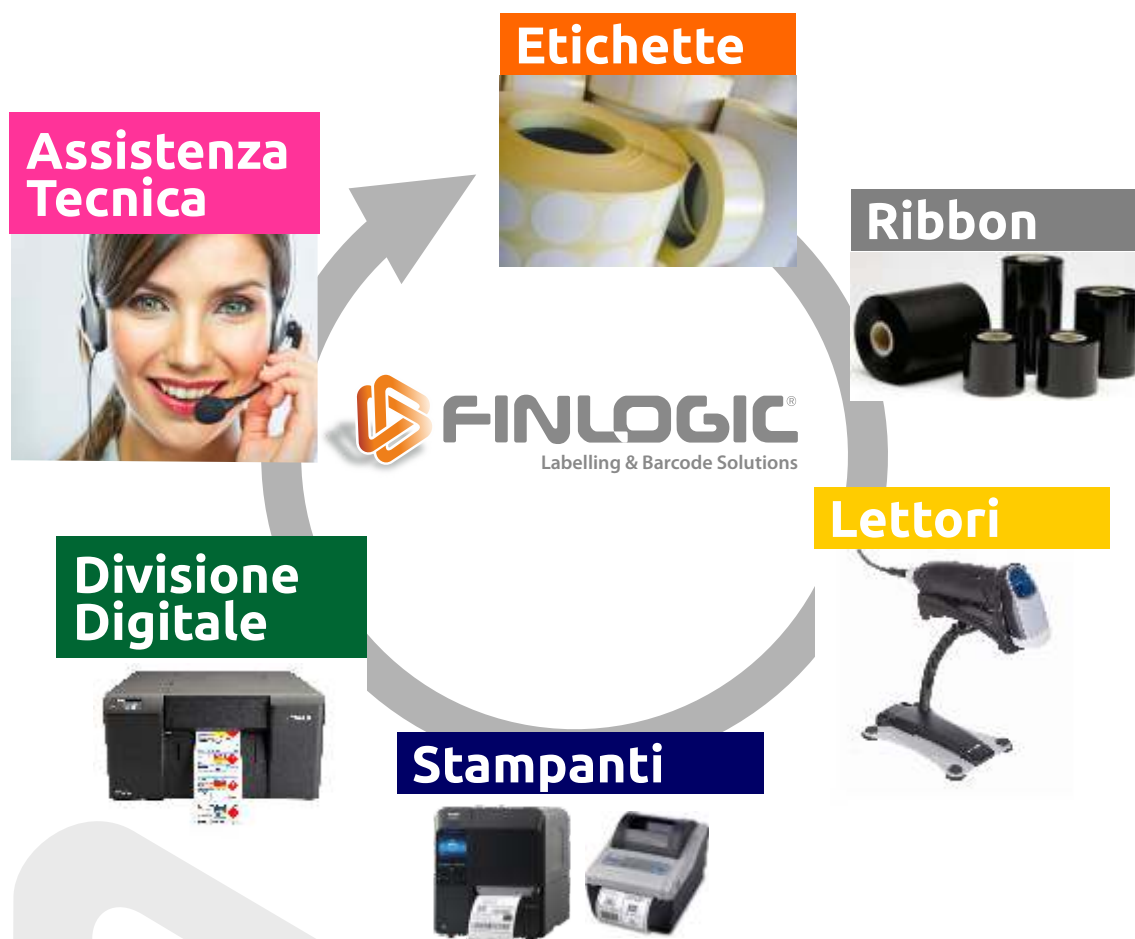 Etichette
Assistenza
Tecnica
Ribbon
FINLOGIC®
Labelling & Barcode Solutions
Lettori
Divisione
Digitale
Stampanti